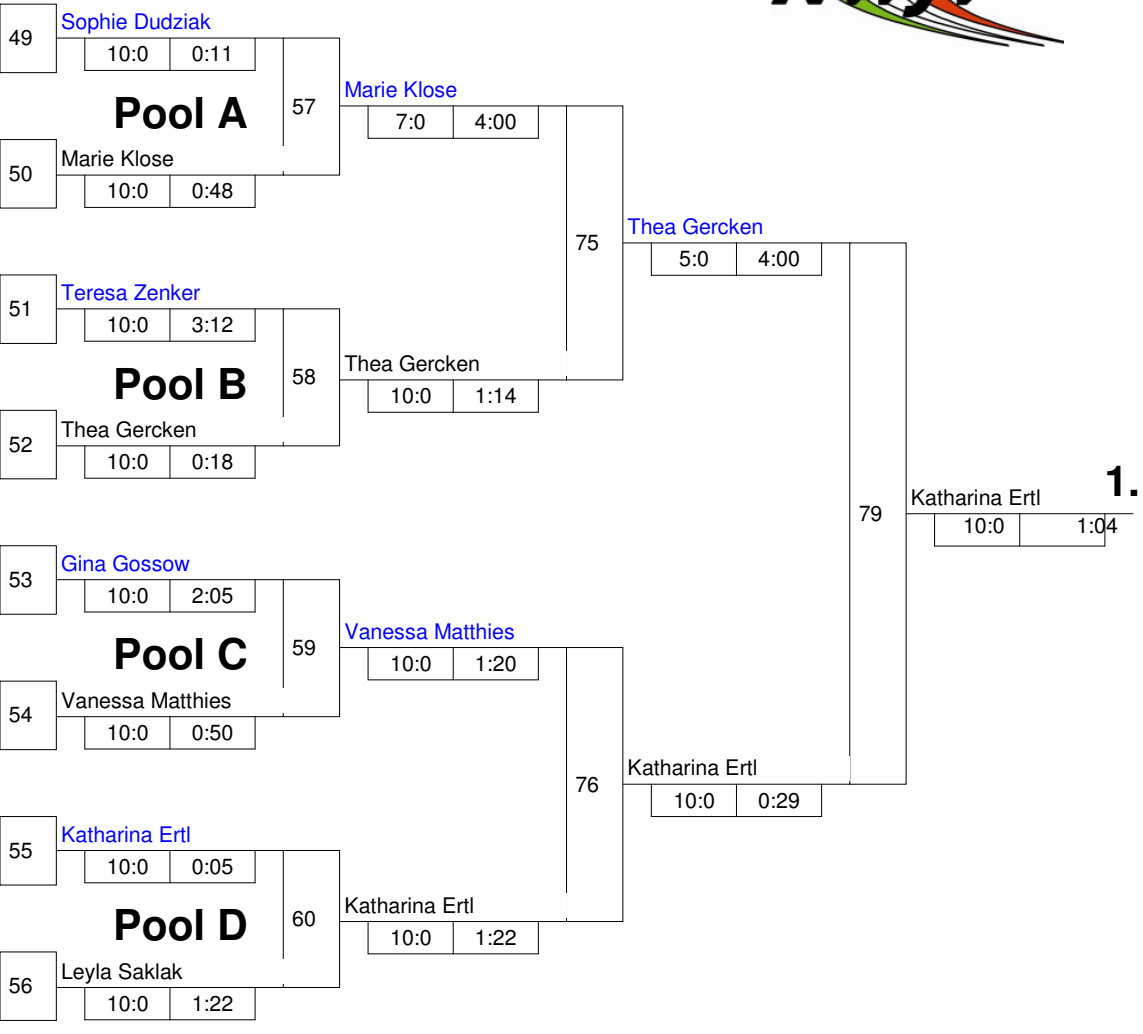 49
Sophie Dudziak
10:0 0:11
Pool A
57
Marie Klose
7:0 4:00
50
Marie Klose
10:0 0:48
75
Thea Gercken
5:0 4:00
51
Teresa Zenker
10:0 3:12
Pool B
58
Thea Gercken
10:0 1:14
52
Thea Gercken
10:0 0:18
79
Katharina Ertl
1.
10:0 1:04
53
Gina Gossow
10:0 2:05
Pool C
59
Vanessa Matthies
10:0 1:20
54
Vanessa Matthies
10:0 0:50
76
Katharina Ertl
10:0 0:29
55
Katharina Ertl
10:0 0:05
Pool D
60
Katharina Ertl
10:0 1:22
56
Leyla Saklak
10:0 1:22